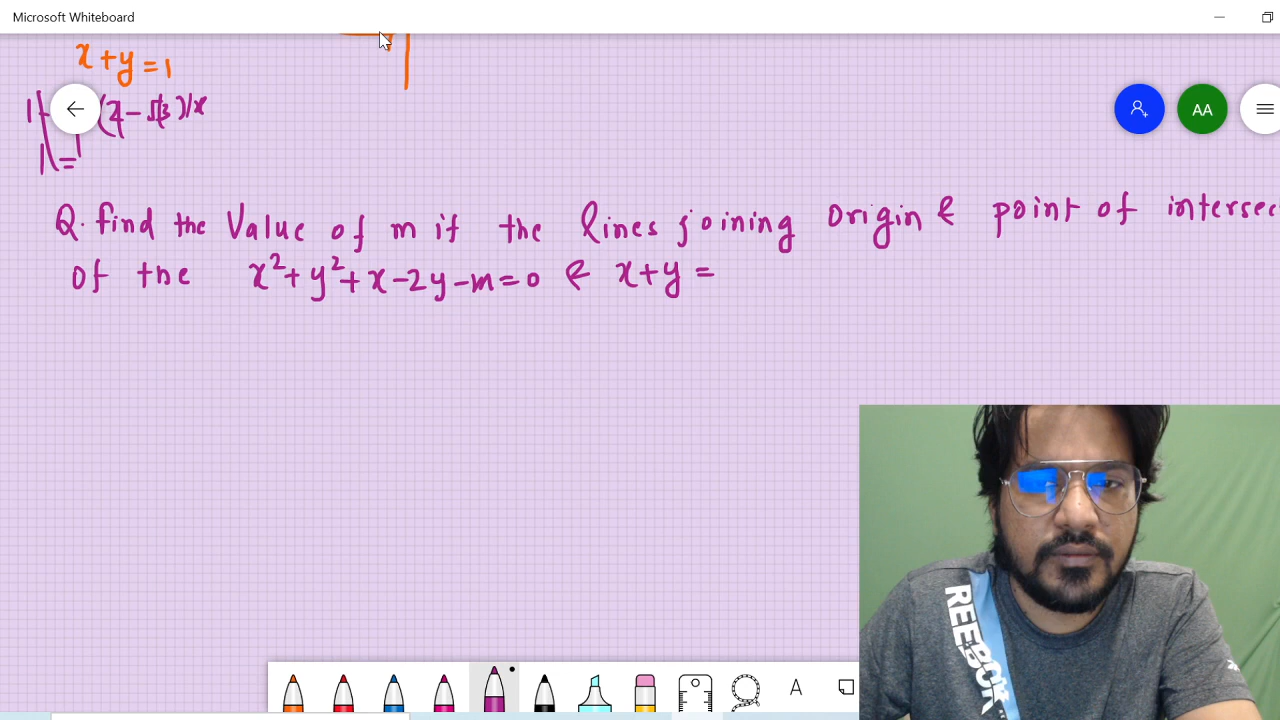 Microsoft Whiteboard
x+y=1
AA
Q. find the Value of m if the lines joining origin & point of intersec
of the x²+y²+x-2y-m=0 & x+y=
REEBOK
A